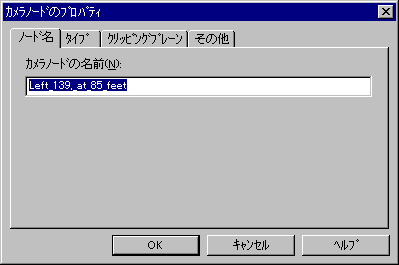 カメラノードのプロパティ
ノード名 タイプ クリッピングプレーン その他
カメラノードの名前(N):
Left 139, at 85 feet
OK キャンセル ヘルプ